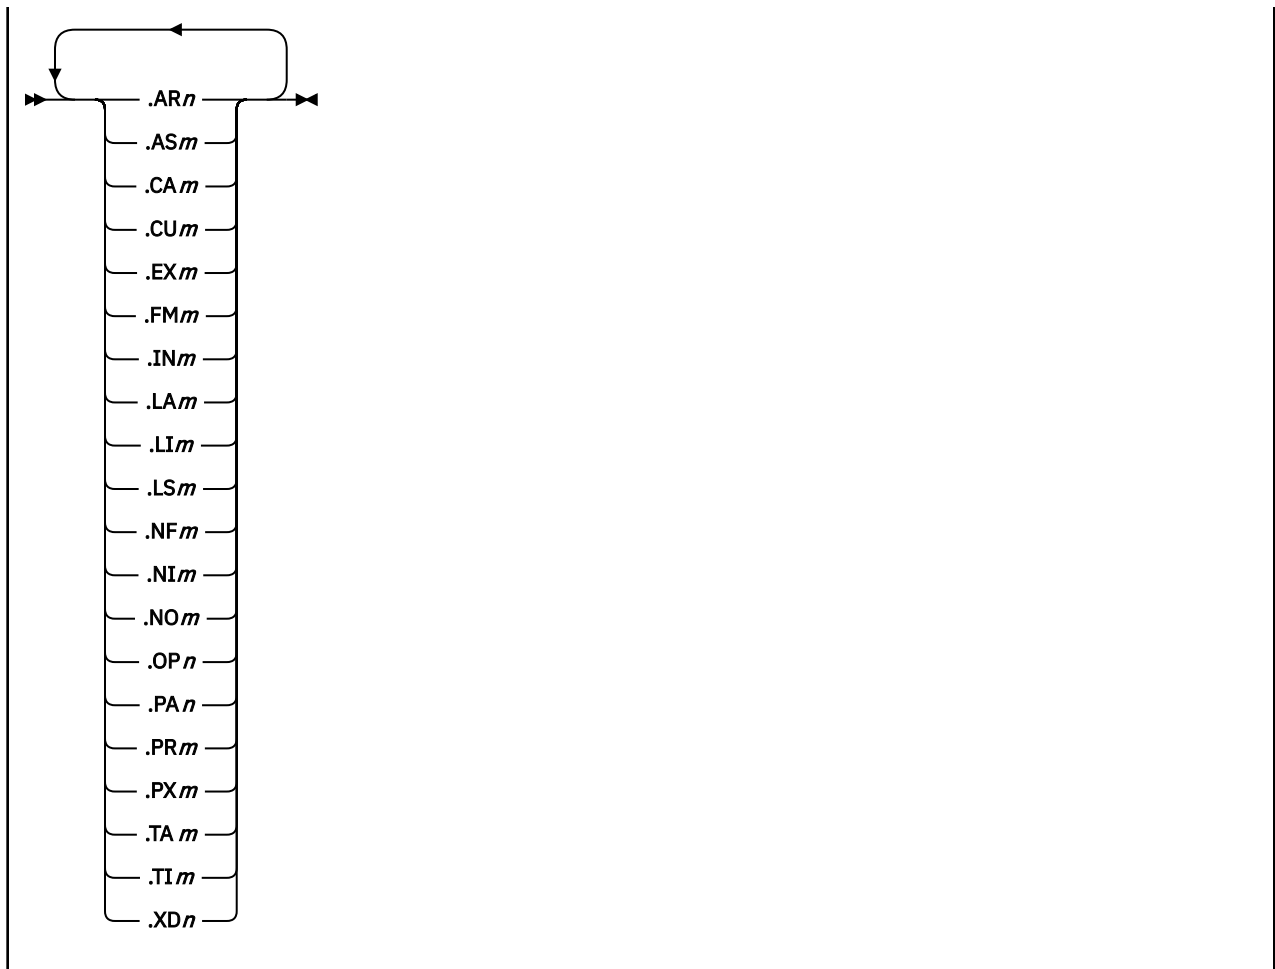 .ARn
.ASm
.CAm
.CUm
.EXm
.FMm
.INm
.LAm
.LIm
.LSm
.NFm
.NIm
.NOm
.OPn
.PAn
.PRm
.PXm
.TAm
.TIm
.XDn